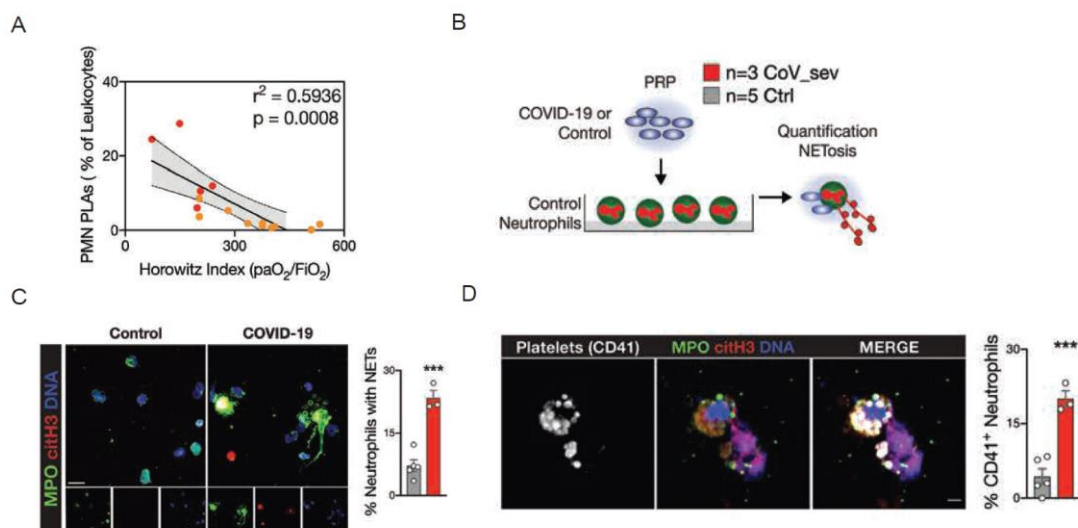 A
PMN PLAs ( % of Leukocytes)
40
20
0
r² = 0.5936
p = 0.0008
0
300
600
Horowitz Index (paO₂/FiO₂)
B
n=3 CoV_sev
n=5 Ctrl
PRP
COVID-19 or
Control
Control
Neutrophils
Quantification
NETosis
C
Control
COVID-19
MPO citH3 DNA
% Neutrophils with NETs
30
15
0
***
D
Platelets (CD41)
MPO citH3 DNA
MERGE
% CD41⁺ Neutrophils
30
15
0
***